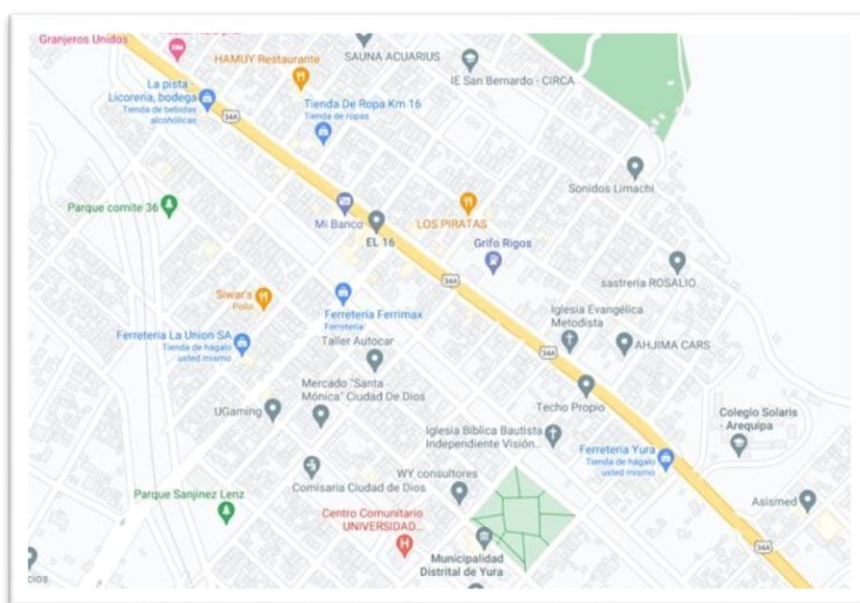 Granjeros Unidos
HAMUY Restaurante
SAUNA ACUARIUS
IE San Bernardo - CIRCA
La pista -
Licoreria, bodega
Tienda de bebidas
alcohólicas
34A
Tienda De Ropa Km 16
Tienda de ropas
Sonidos Limachi
Parque comite 36
Mi Banco
EL 16
LOS PIRATAS
Grifo Rigos
34A
sastreria ROSALIO
Siwar's
Pollo
Ferreteria Ferrimax
Ferretería
Iglesia Evangélica
Metodista
Ferreteria La Union SA
Tienda de hágalo
usted mismo
Taller Autocar
34A
AHJIMA CARS
Mercado "Santa
Mónica" Ciudad De Dios
Techo Propio
UGaming
Colegio Solaris
- Arequipa
Iglesia Bíblica Bautista
Independiente Visión...
Ferreteria Yura
Tienda de hágalo
usted mismo
WY consultores
Comisaria Ciudad de Dios
Parque Sanjinez Lenz
Asismed
Centro Comunitario
UNIVERSIDAD...
Municipalidad
Distrital de Yura
34A
cios